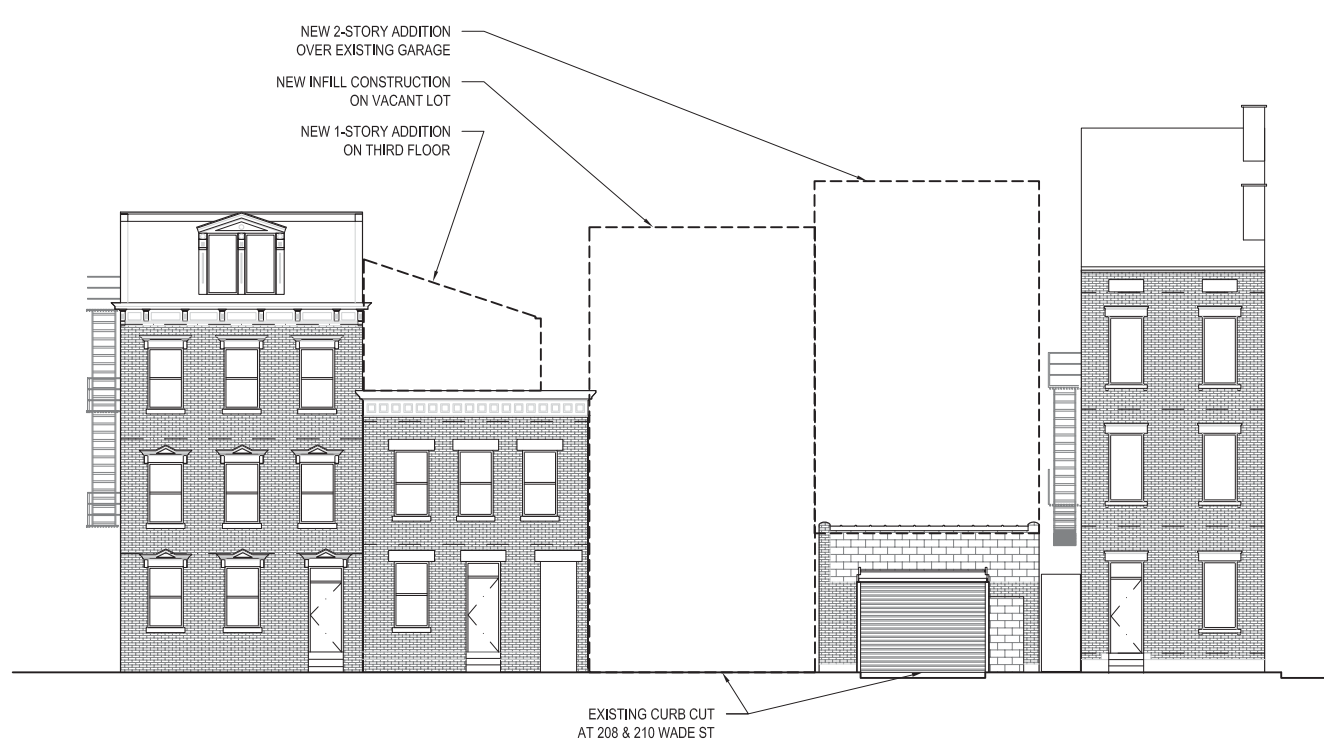 NEW 2-STORY ADDITION
OVER EXISTING GARAGE
NEW INFILL CONSTRUCTION
ON VACANT LOT
NEW 1-STORY ADDITION
ON THIRD FLOOR
EXISTING CURB CUT
AT 208 & 210 WADE ST